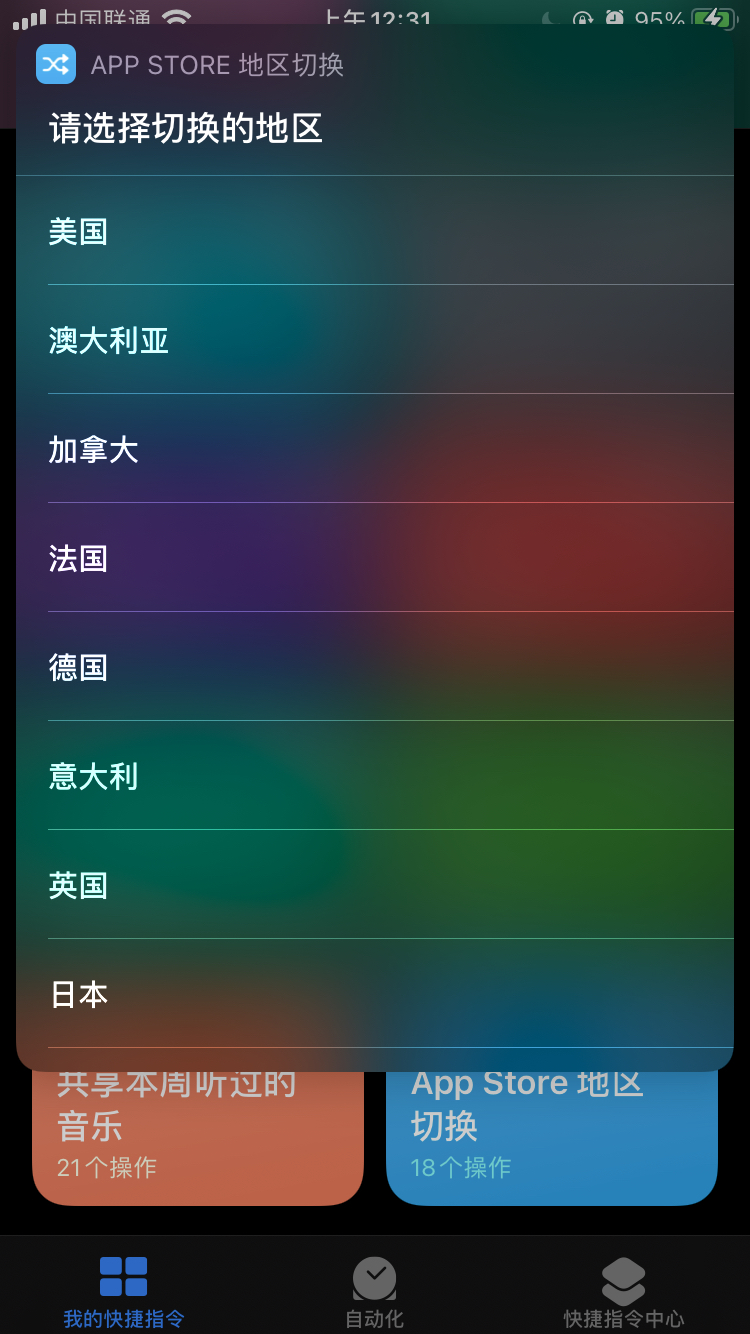 中国联通
上午12:31
95%
APP STORE 地区切换
请选择切换的地区
美国
澳大利亚
加拿大
法国
德国
意大利
英国
日本
共享本周听过的
音乐
21个操作
App Store 地区
切换
18个操作
我的快捷指令
自动化
快捷指令中心